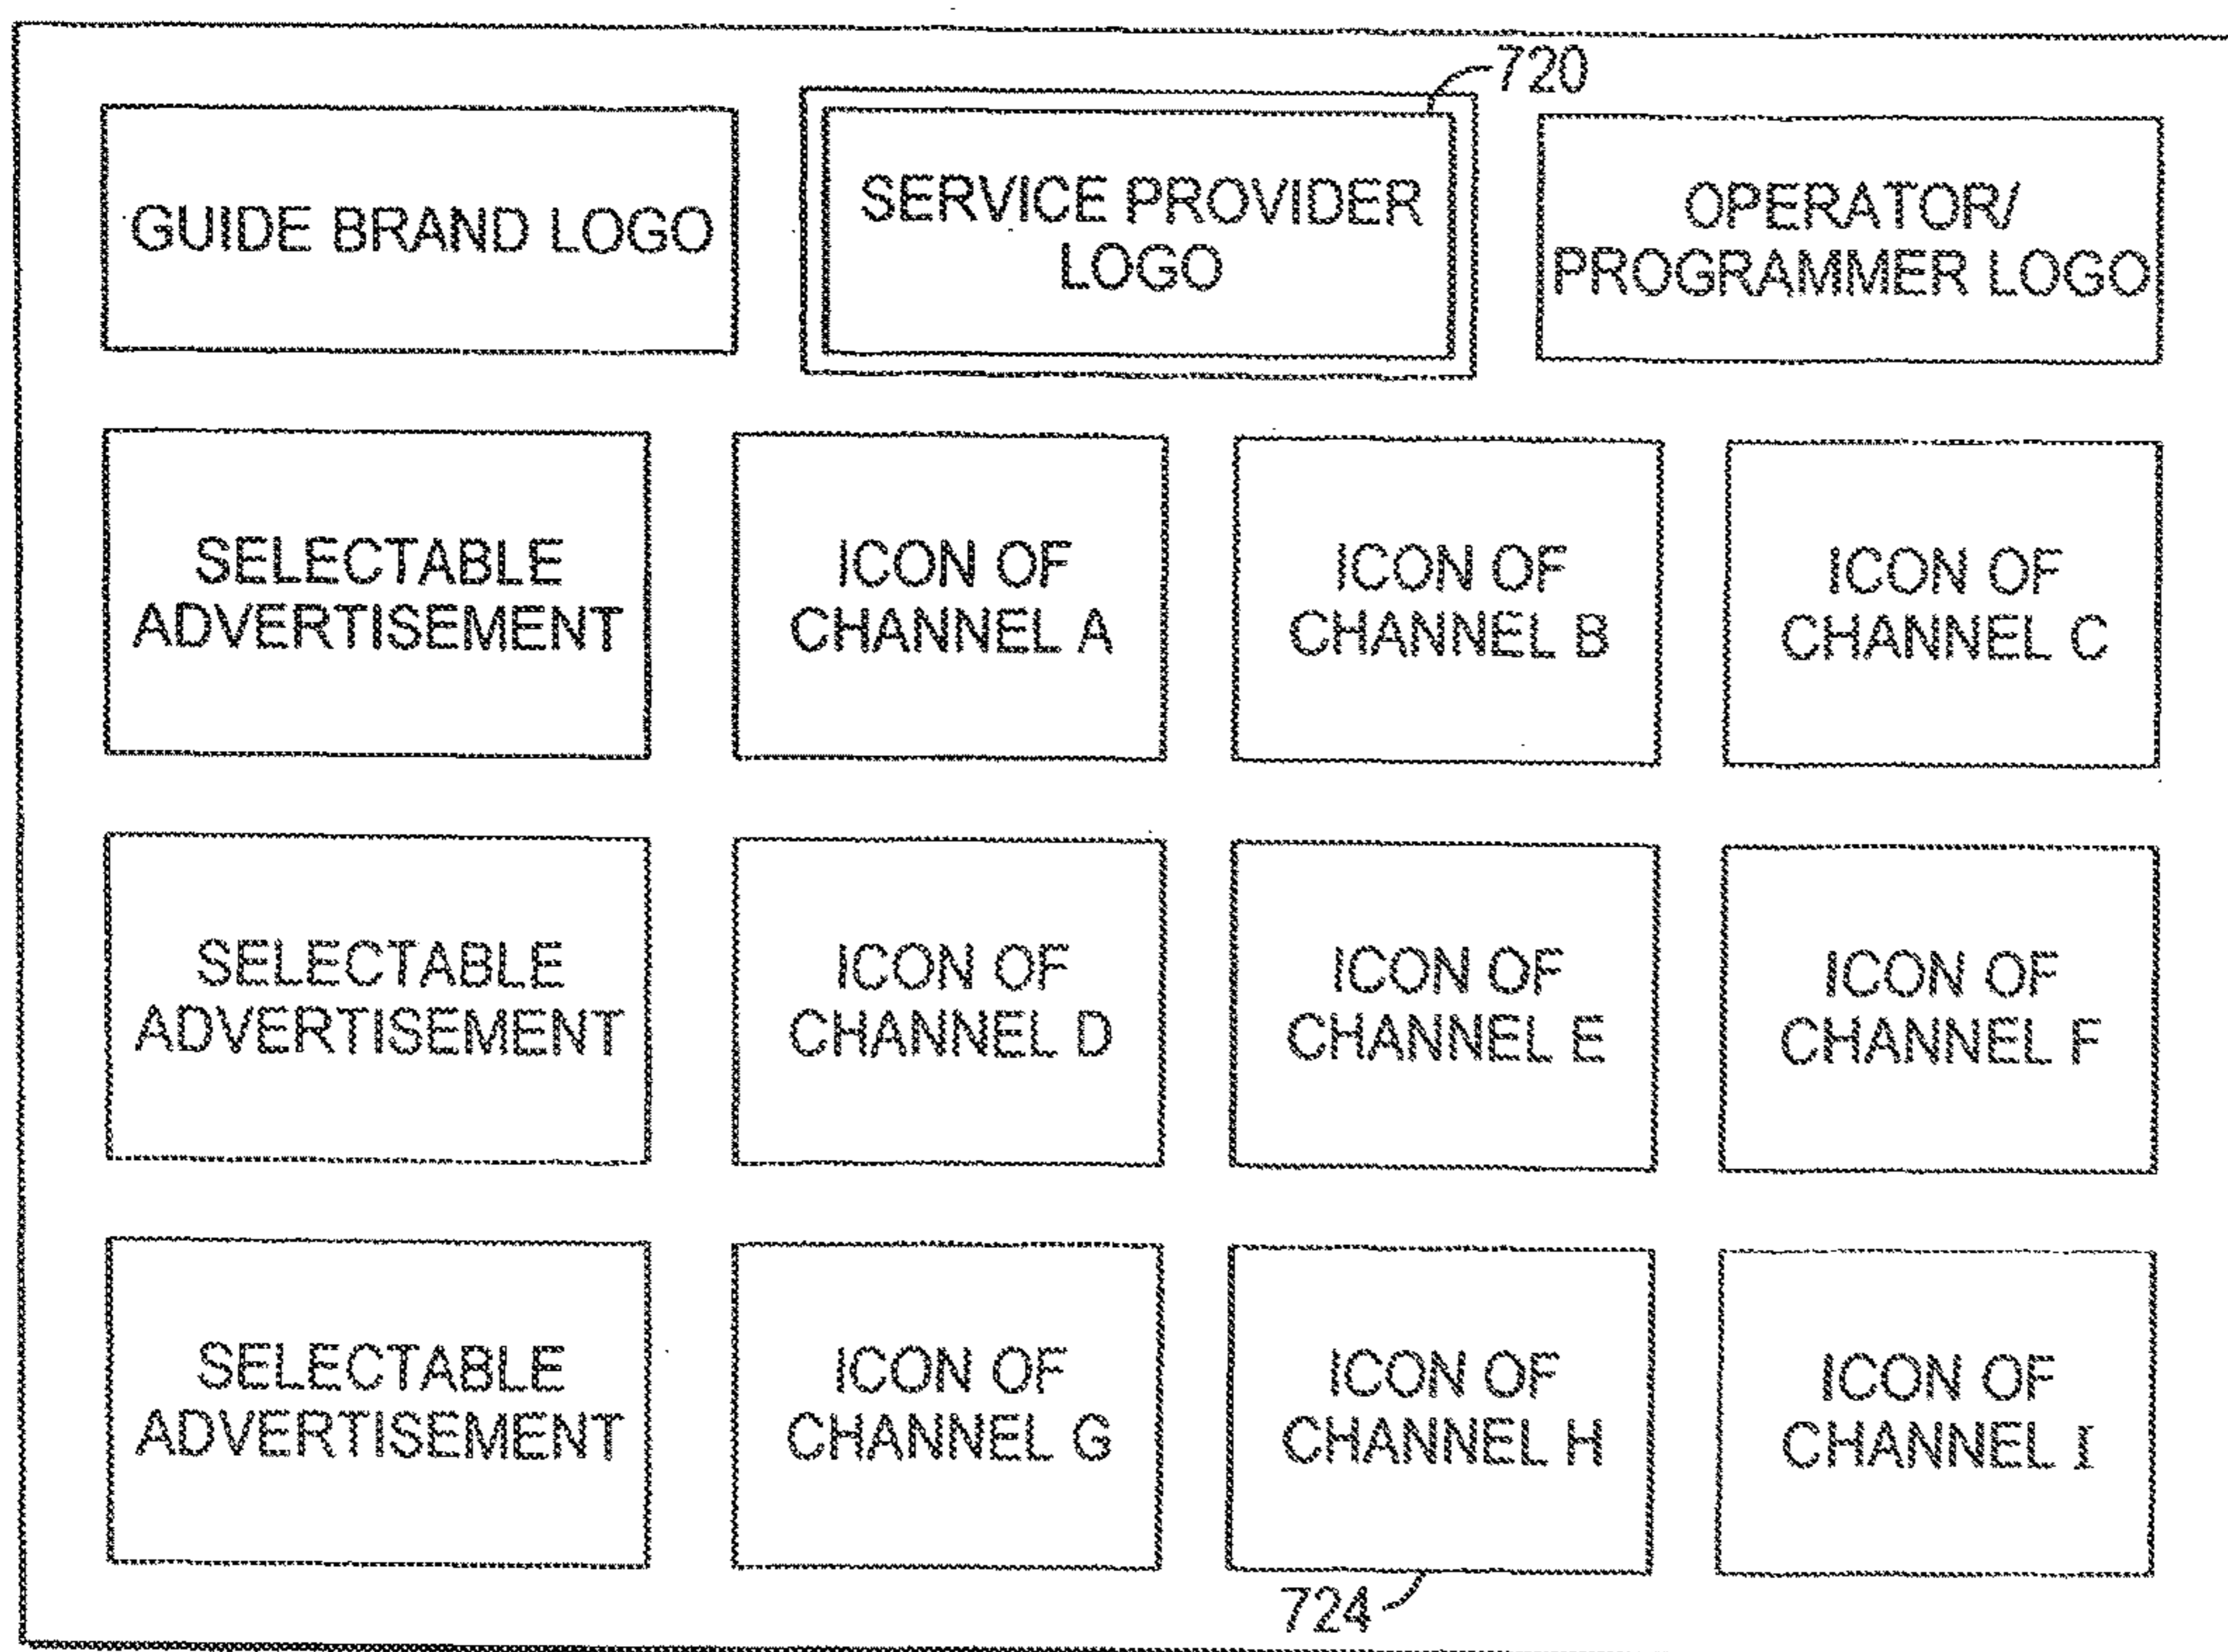 720
GUIDE BRAND LOGO
SERVICE PROVIDER
LOGO
OPERATOR/
PROGRAMMER LOGO
SELECTABLE
ADVERTISEMENT
ICON OF
CHANNEL A
ICON OF
CHANNEL B
ICON OF
CHANNEL C
SELECTABLE
ADVERTISEMENT
ICON OF
CHANNEL D
ICON OF
CHANNEL E
ICON OF
CHANNEL F
SELECTABLE
ADVERTISEMENT
ICON OF
CHANNEL G
ICON OF
CHANNEL H
ICON OF
CHANNEL I
724